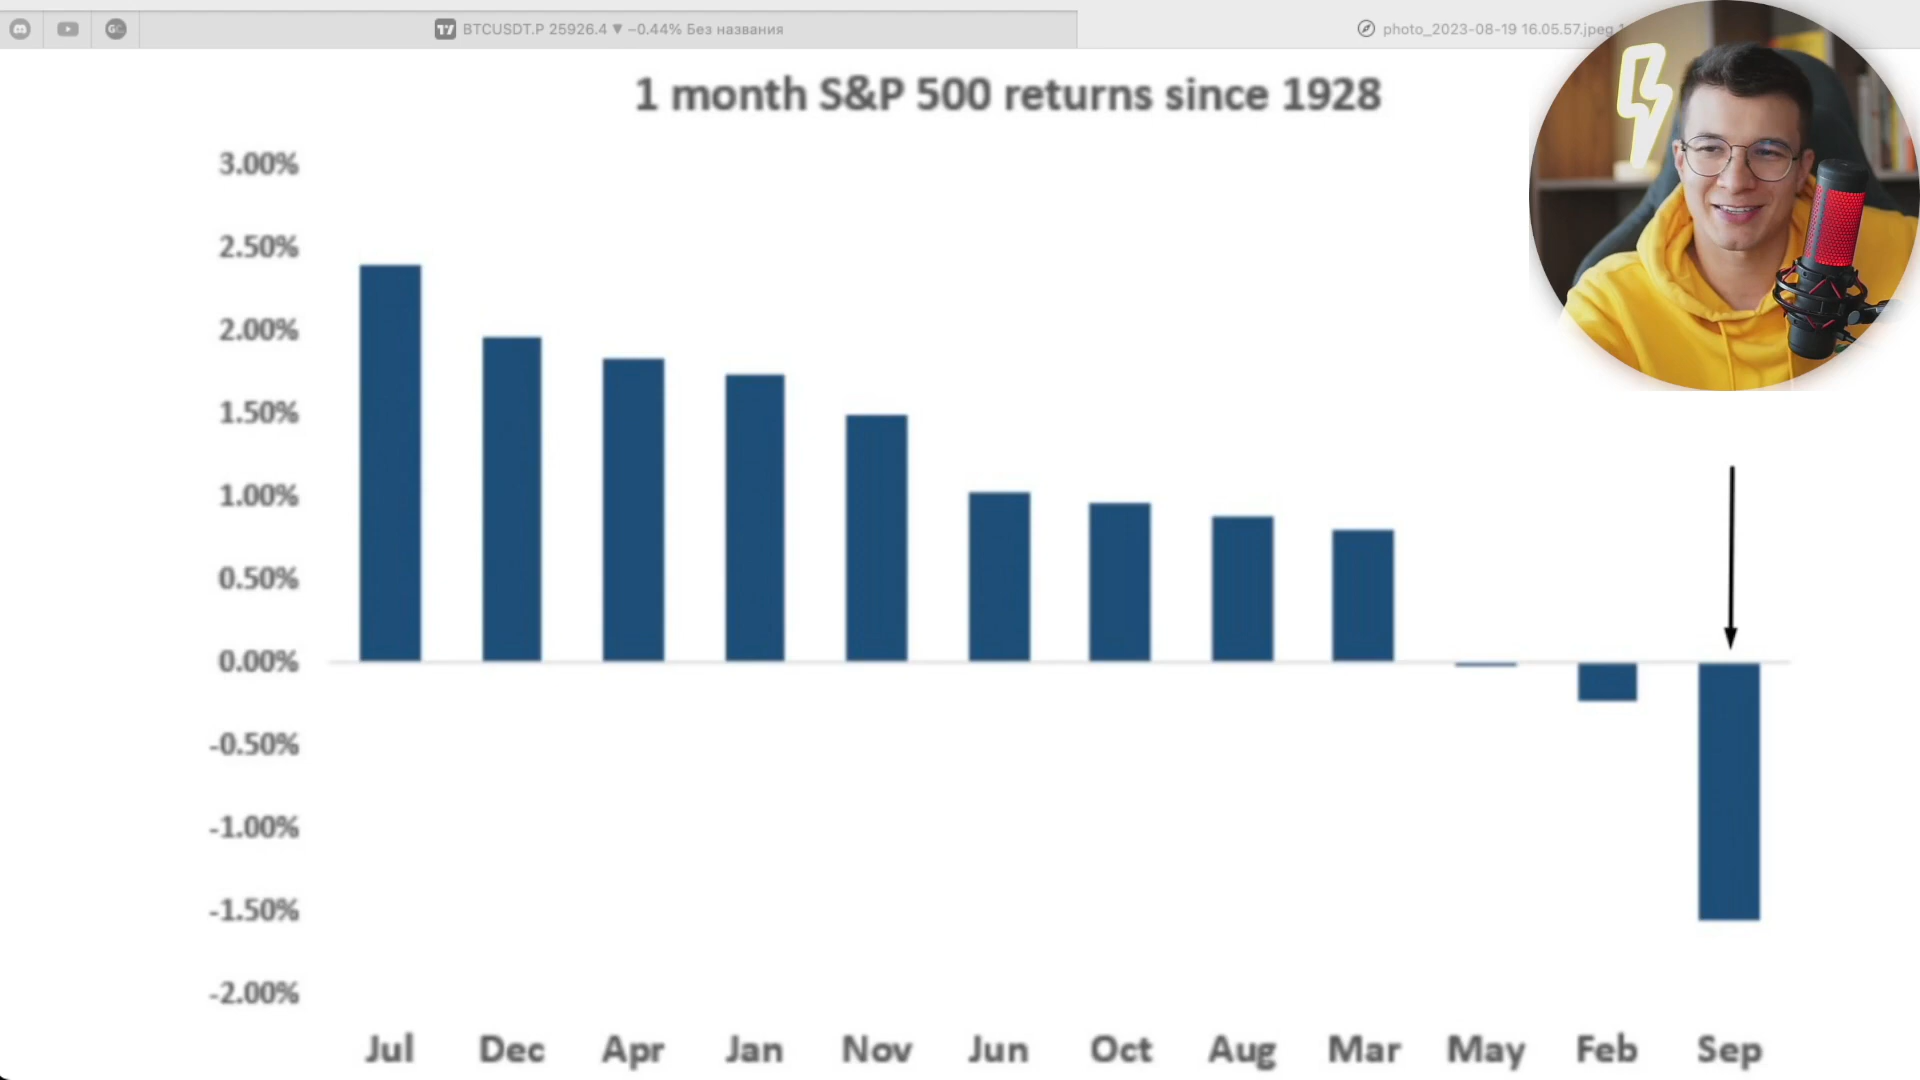 BTCUSDT.P 25926.4 ▼ −0.44% Без названия
photo_2023-08-19 16.05.57.jpeg
1 month S&P 500 returns since 1928
3.00%
2.50%
2.00%
1.50%
1.00%
0.50%
0.00%
-0.50%
-1.00%
-1.50%
-2.00%
Jul Dec Apr Jan Nov Jun Oct Aug Mar May Feb Sep